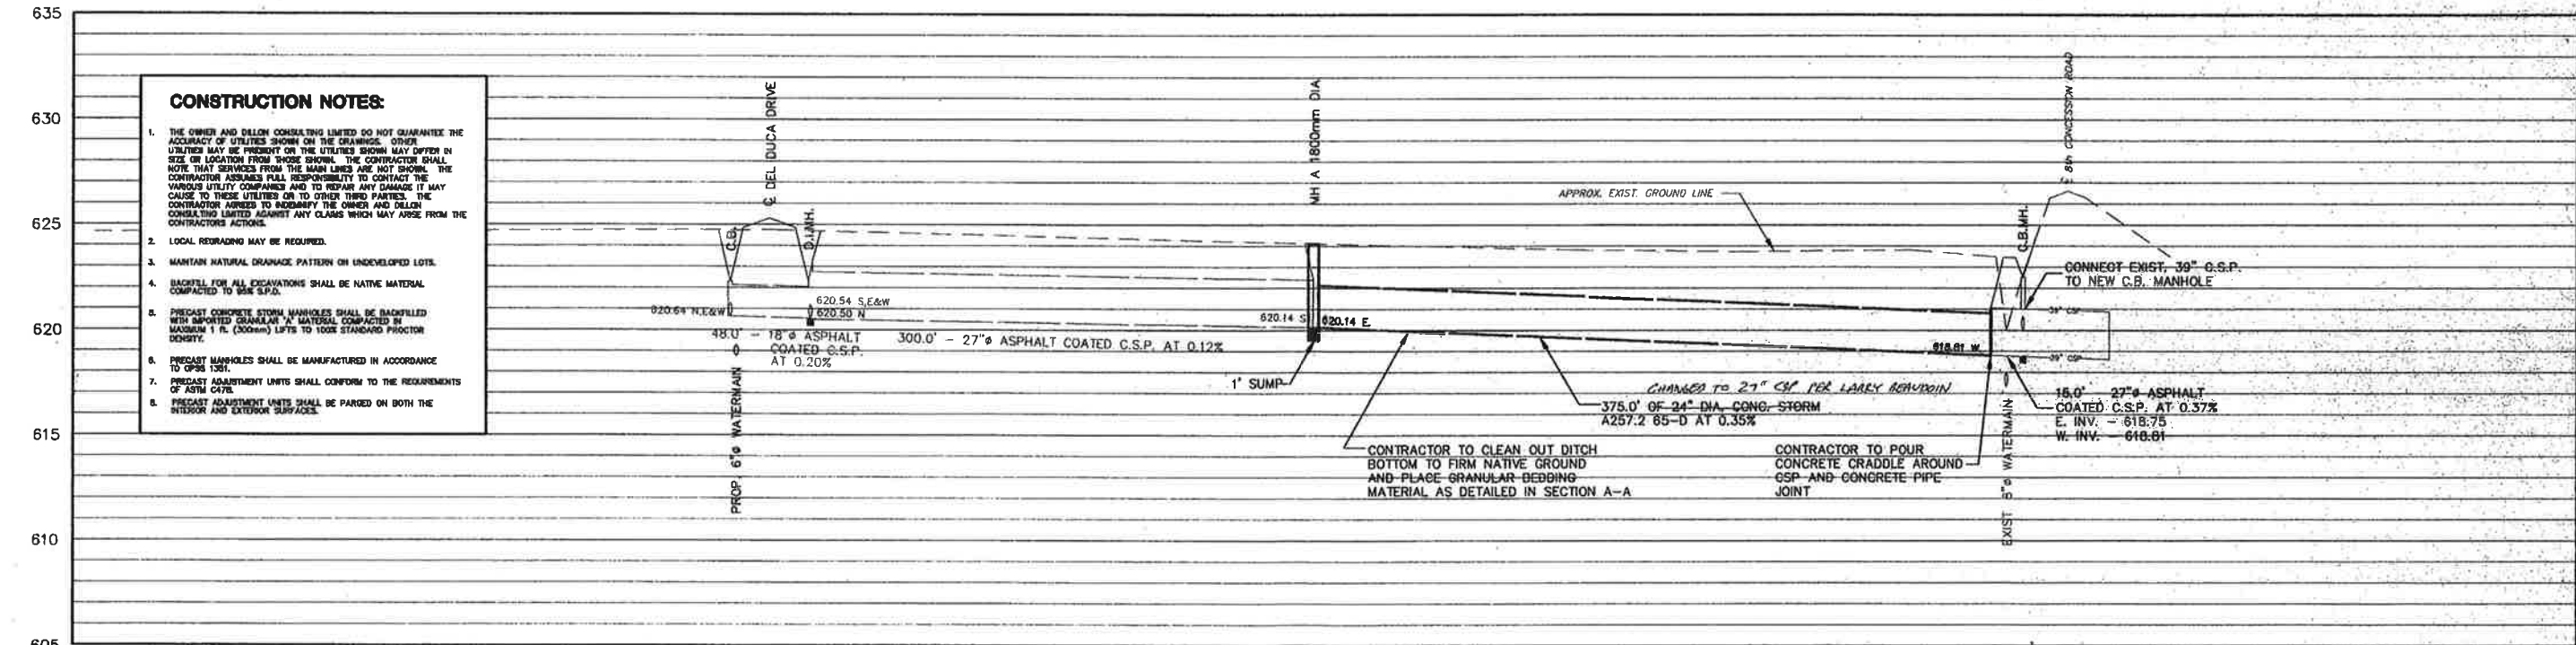 635
630
625
620
615
610
605
CONSTRUCTION NOTES:
1. THE OWNER AND DILLON CONSULTING LIMITED DO NOT GUARANTEE THE
ACCURACY OF UTILITIES SHOWN ON THE DRAWINGS. OTHER
UTILITIES MAY BE PRESENT OR THE UTILITIES SHOWN MAY DIFFER IN
SIZE OR LOCATION FROM THOSE SHOWN. THE CONTRACTOR SHALL
NOTE THAT SERVICES FROM THE MAIN LINES ARE NOT SHOWN. THE
CONTRACTOR ASSUMES FULL RESPONSIBILITY TO CONTACT THE
VARIOUS UTILITY COMPANIES AND TO REPAIR ANY DAMAGE IT MAY
CAUSE TO THESE UTILITIES OR TO OTHER THIRD PARTIES. THE
CONTRACTOR AGREES TO INDEMNIFY THE OWNER AND DILLON
CONSULTING LIMITED AGAINST ANY CLAIMS WHICH MAY ARISE FROM THE
CONTRACTORS ACTIONS.
2. LOCAL REGRADING MAY BE REQUIRED.
3. MAINTAIN NATURAL DRAINAGE PATTERN ON UNDEVELOPED LOTS.
4. BACKFILL FOR ALL EXCAVATIONS SHALL BE NATIVE MATERIAL
COMPACTED TO 95% S.P.D.
5. PRECAST CONCRETE STORM MANHOLES SHALL BE BACKFILLED
WITH IMPORTED GRANULAR 'A' MATERIAL COMPACTED IN
MAXIMUM 1 ft. (300mm) LIFTS TO 100% STANDARD PROCTOR
DENSITY.
6. PRECAST MANHOLES SHALL BE MANUFACTURED IN ACCORDANCE
TO OPSS 1351.
7. PRECAST ADJUSTMENT UNITS SHALL CONFORM TO THE REQUIREMENTS
OF ASTM C478.
8. PRECAST ADJUSTMENT UNITS SHALL BE PARGED ON BOTH THE
INTERIOR AND EXTERIOR SURFACES.
C.B.
℄ DEL DUCA DRIVE
D.I.MH.
620.64 N,E&W
620.54 S,E&W
620.50 N
48.0' - 18"ø ASPHALT
COATED C.S.P.
AT 0.20%
300.0' - 27"ø ASPHALT COATED C.S.P. AT 0.12%
PROP. 6"ø WATERMAIN
MH A 1800mm DIA
620.14 S
620.14 E
1' SUMP
APPROX. EXIST. GROUND LINE
CHANGED TO 27" CSP PER LARRY BEAUDOIN
375.0' OF 24" DIA. CONC. STORM
A257.2 65-D AT 0.35%
CONTRACTOR TO CLEAN OUT DITCH
BOTTOM TO FIRM NATIVE GROUND
AND PLACE GRANULAR BEDDING
MATERIAL AS DETAILED IN SECTION A-A
CONTRACTOR TO POUR
CONCRETE CRADDLE AROUND
CSP AND CONCRETE PIPE
JOINT
618.81 W
EXIST 8"ø WATERMAIN
C.B.MH.
℄ 8th CONCESSION ROAD
CONNECT EXIST. 39" C.S.P.
TO NEW C.B. MANHOLE
39" CSP
39" CSP
16.0' 27"ø ASPHALT
COATED C.S.P. AT 0.37%
E. INV. - 618.75
W. INV. - 618.81